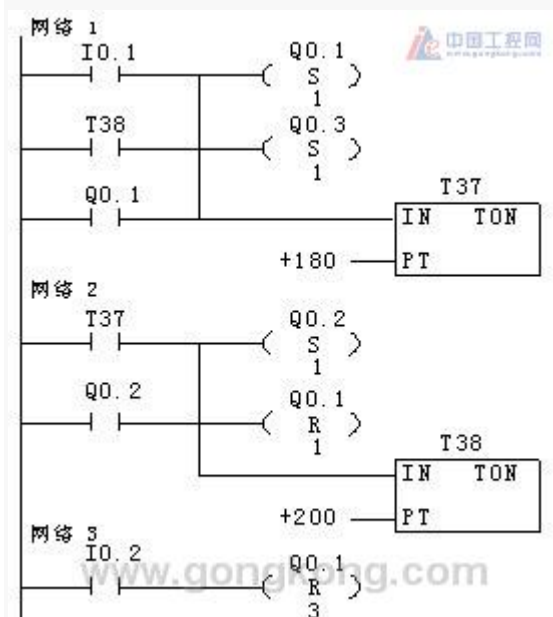 网络 1
中国工控网
I0.1
Q0.1
S
1
T38
Q0.3
S
1
Q0.1
T37
IN TON
+180
PT
网络 2
T37
Q0.2
S
1
Q0.2
Q0.1
R
1
T38
IN TON
+200
PT
网络 3
I0.2
Q0.1
R
3
www.gongkong.com